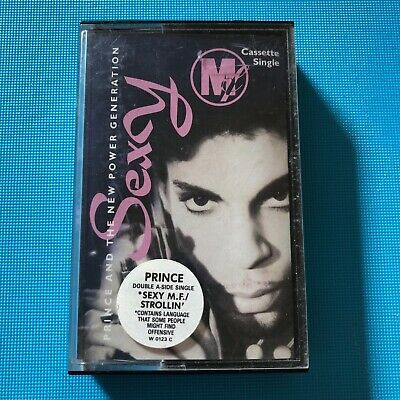 PRINCE AND THE NEW POWER GENERATION
Sexy
MF
Cassette
Single
PRINCE
DOUBLE A-SIDE SINGLE
*SEXY M.F./
STROLLIN'
*CONTAINS LANGUAGE
THAT SOME PEOPLE
MIGHT FIND
OFFENSIVE
W 0123 C